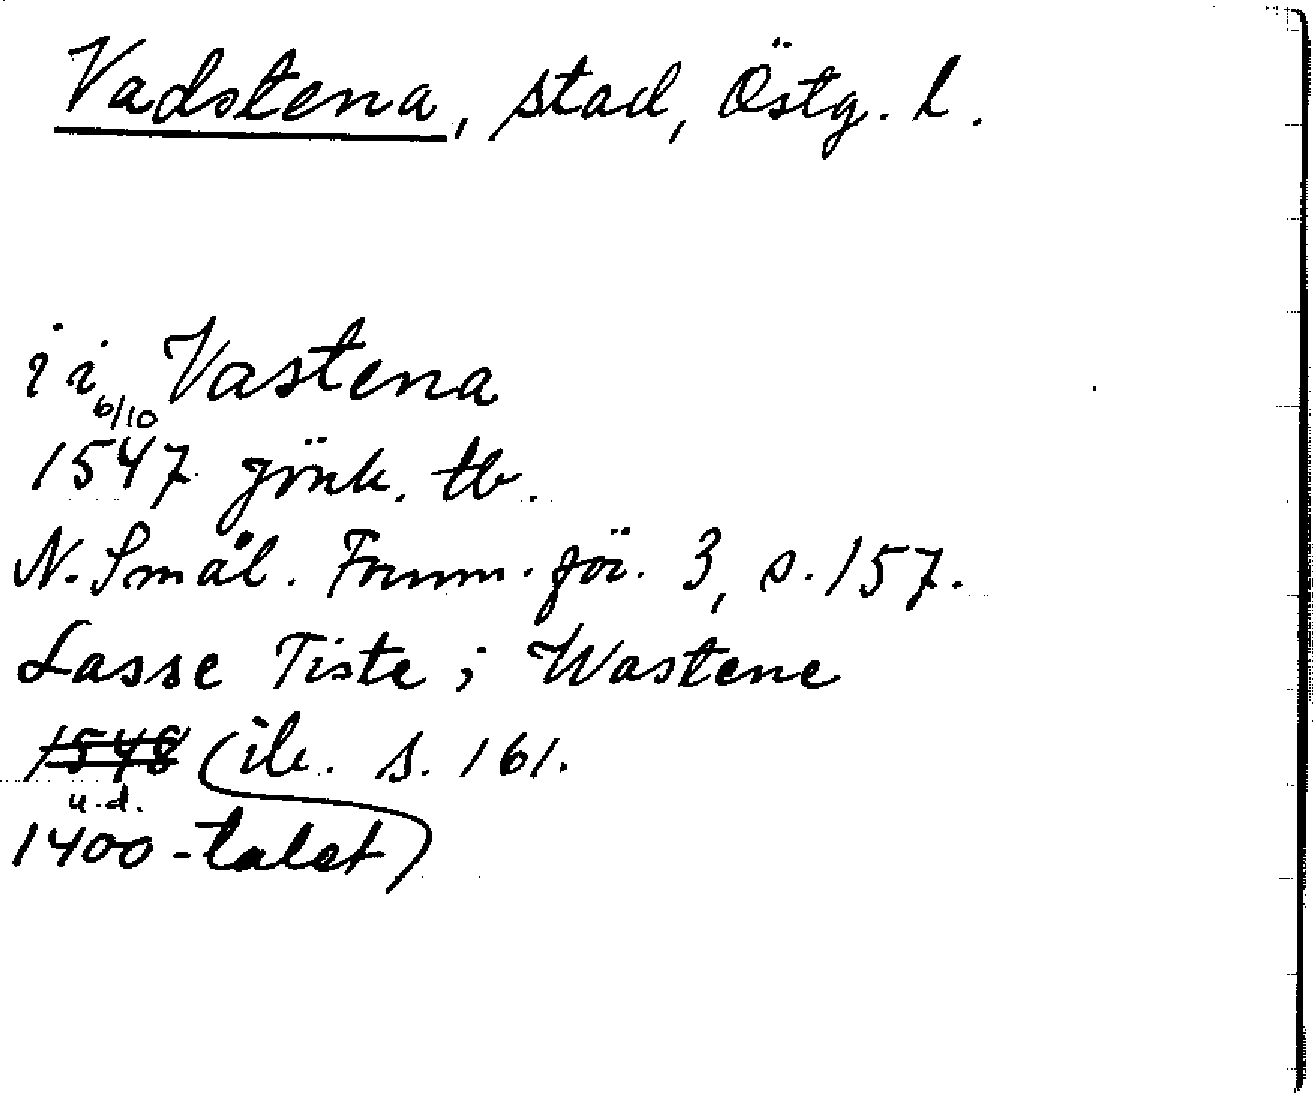 Vadstena, stad, Östg. l.
i i Vastena
6/10
1547 Jönk. tb.
N. Smål. Fornm. för. 3, s. 157.
Lasse Tiste i Wastene
1548 (ib. s. 161.
u.d.
1400-talet)